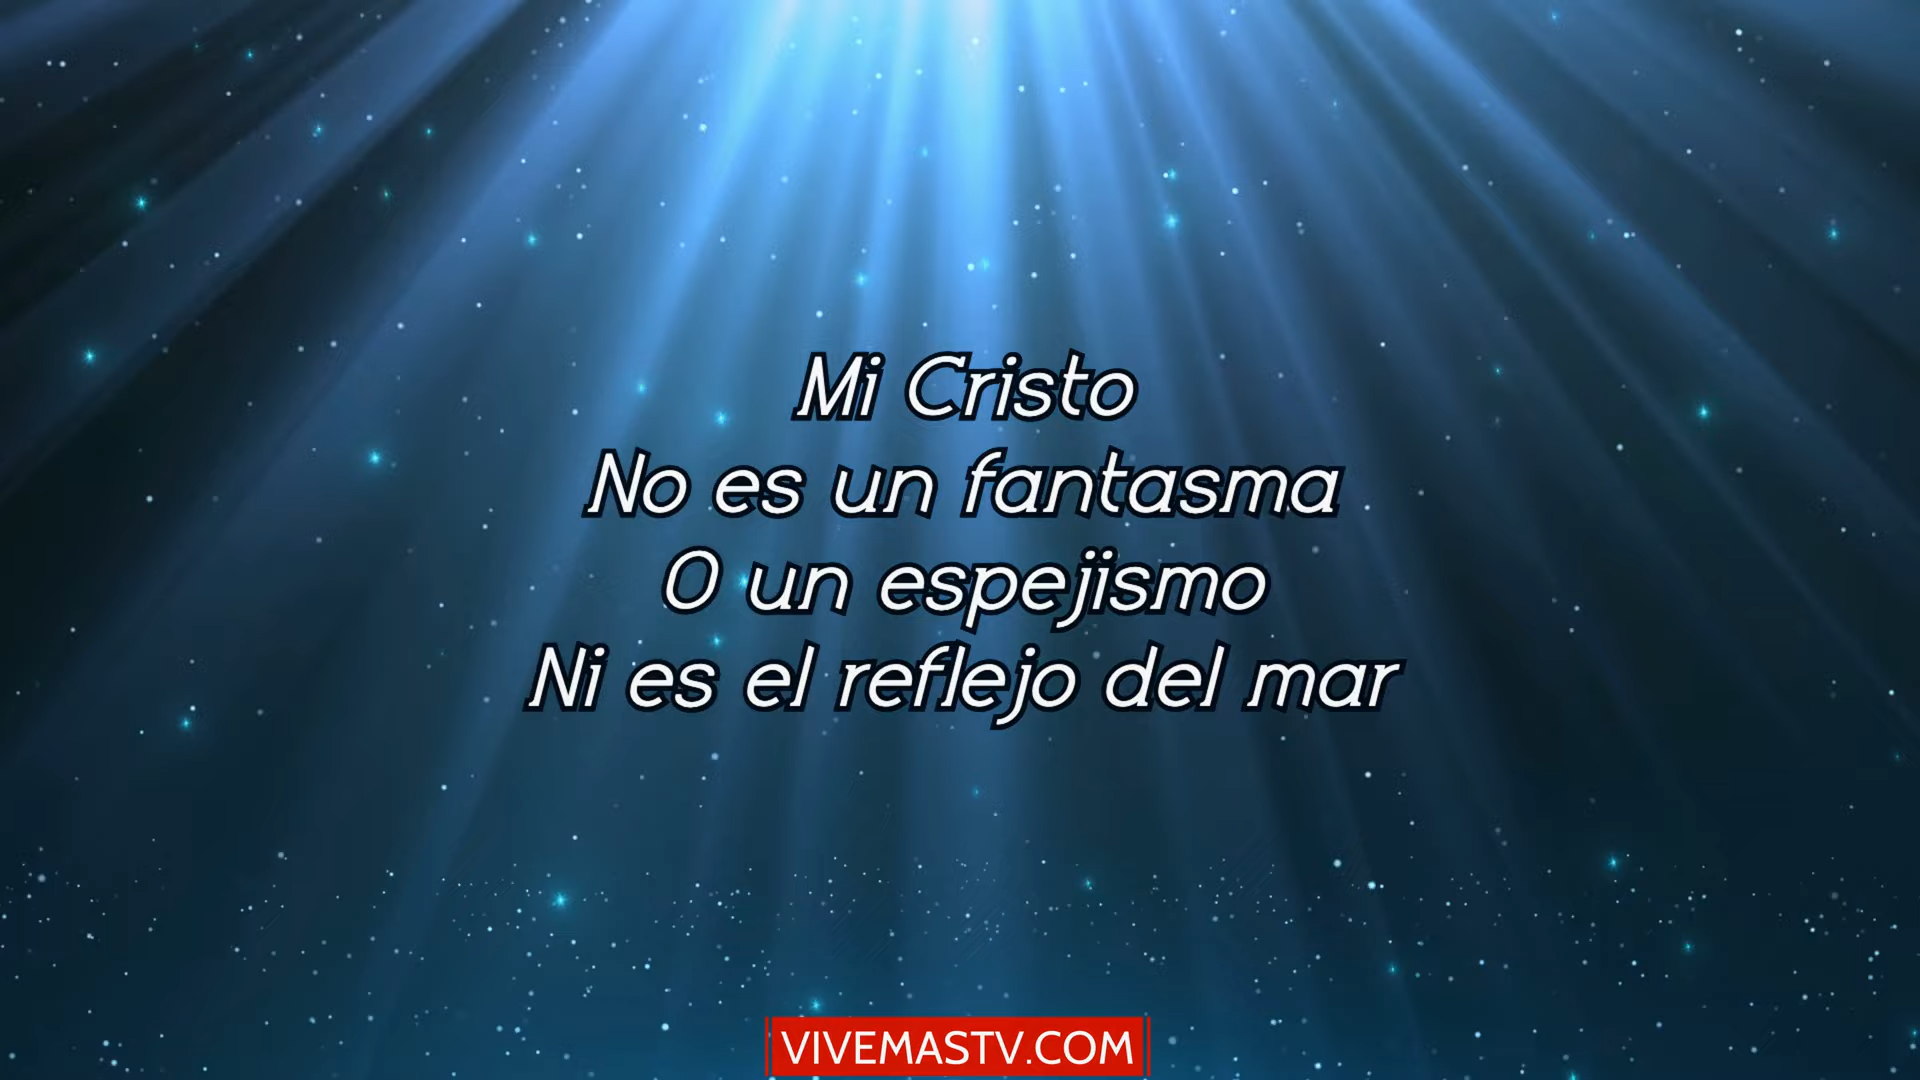 Mi Cristo
No es un fantasma
O un espejismo
Ni es el reflejo del mar
VIVEMASTV.COM